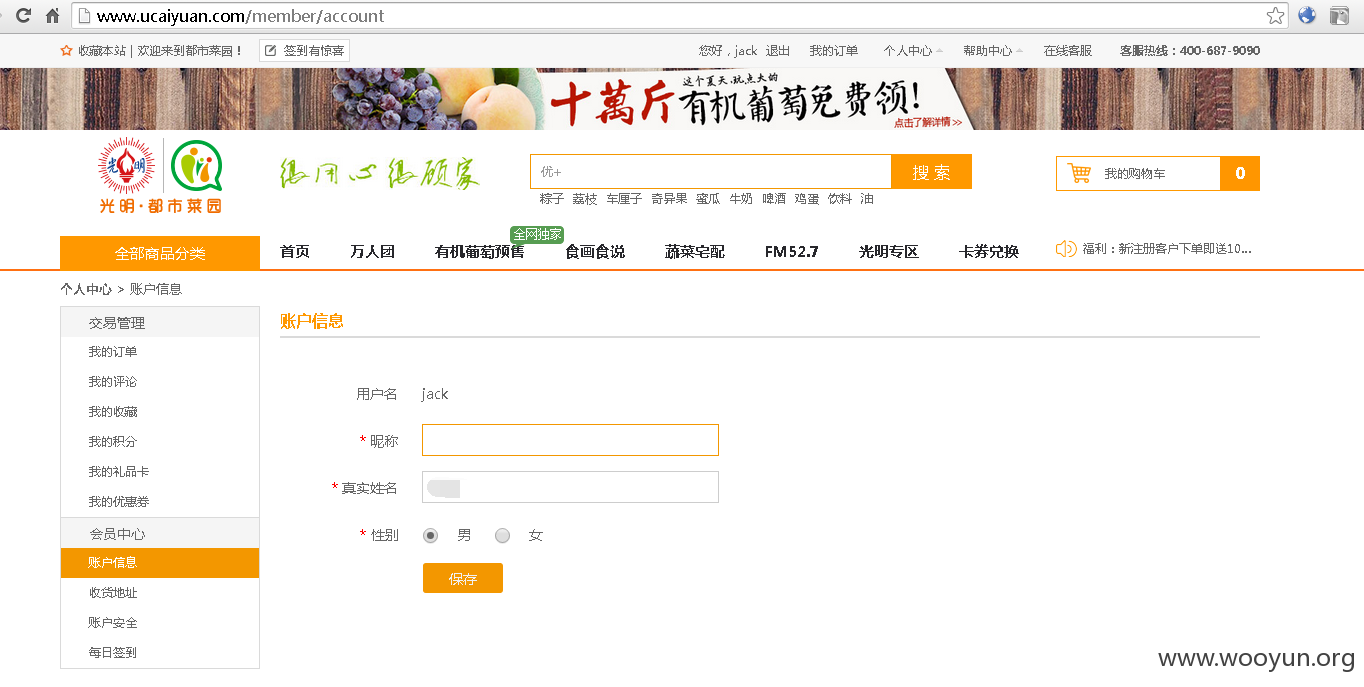 www.ucaiyuan.com/member/account
收藏本站 | 欢迎来到都市菜园！ 签到有惊喜 您好，jack 退出 我的订单 个人中心 帮助中心 在线客服 客服热线：400-687-9090
这个夏天，玩点大的
十萬斤有机葡萄免费领!
点击了解详情>>
光明
光明·都市菜园
很用心 很顾家
优+ 搜 索
粽子 荔枝 车厘子 奇异果 蜜瓜 牛奶 啤酒 鸡蛋 饮料 油
我的购物车 0
全网独家
全部商品分类 首页 万人团 有机葡萄预售 食画食说 蔬菜宅配 FM 52.7 光明专区 卡券兑换 福利：新注册客户下单即送10...
个人中心 > 账户信息
交易管理
我的订单
我的评论
我的收藏
我的积分
我的礼品卡
我的优惠券
会员中心
账户信息
收货地址
账户安全
每日签到
账户信息
用户名 jack
* 昵称
* 真实姓名
* 性别 男 女
保存
www.wooyun.org